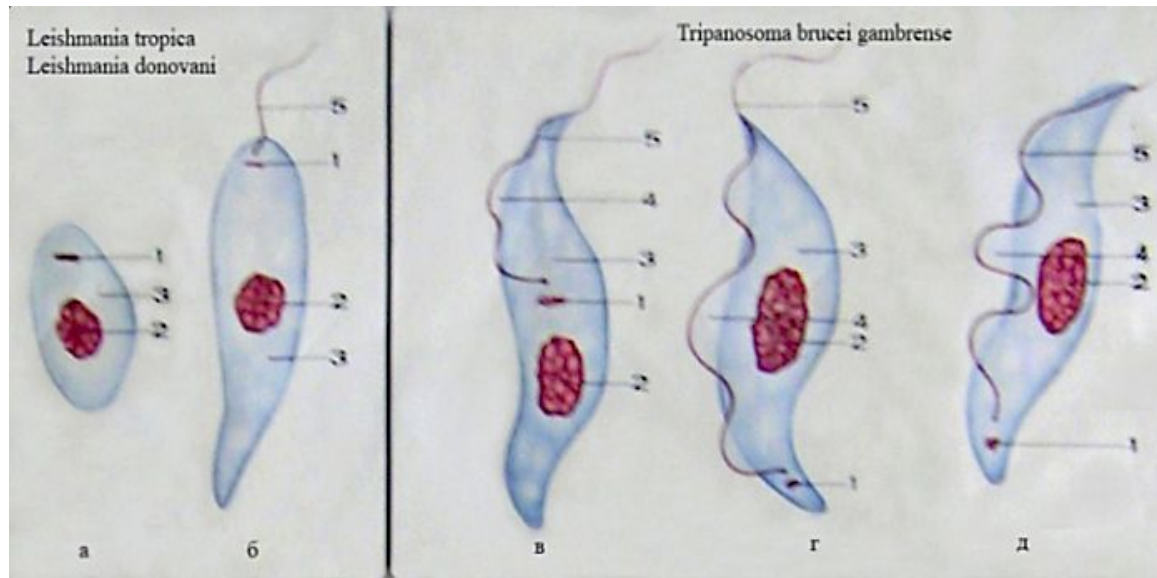 Leishmania tropica
Leishmania donovani
5
1
1
3
2
2
3
а
б
Tripanosoma brucei gambrense
5
4
3
1
2
в
5
3
4
2
1
г
5
3
4
2
1
д